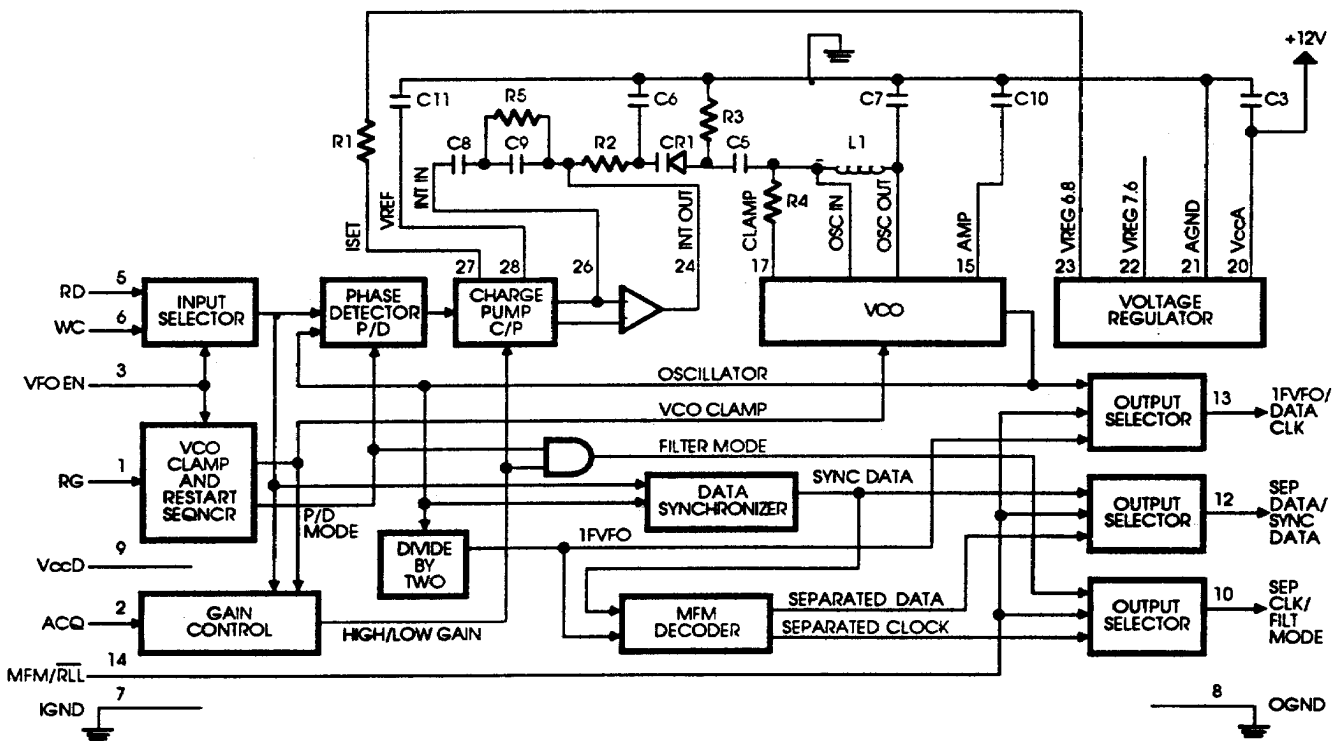 +12V
C11
R5
C6
R3
C7
C10
C3
R1
C8
C9
R2
CR1
C5
L1
R4
INT IN
VREF
ISET
INT OUT
CLAMP
OSC IN
OSC OUT
AMP
VREG 6.8
VREG 7.6
AGND
VccA
27
28
26
24
17
15
23
22
21
20
RD
5
WC
6
INPUT
SELECTOR
PHASE
DETECTOR
P/D
CHARGE
PUMP
C/P
VCO
VOLTAGE
REGULATOR
VFO EN
3
OSCILLATOR
VCO CLAMP
FILTER MODE
OUTPUT
SELECTOR
13
1FVFO/
DATA
CLK
RG
1
VCO
CLAMP
AND
RESTART
SEQNCR
P/D
MODE
DATA
SYNCHRONIZER
SYNC DATA
OUTPUT
SELECTOR
12
SEP
DATA/
SYNC
DATA
VccD
9
DIVIDE
BY
TWO
1FVFO
ACQ
2
GAIN
CONTROL
HIGH/LOW GAIN
MFM
DECODER
SEPARATED DATA
SEPARATED CLOCK
OUTPUT
SELECTOR
10
SEP
CLK/
FILT
MODE
MFM/RLL
14
IGND
7
8
OGND